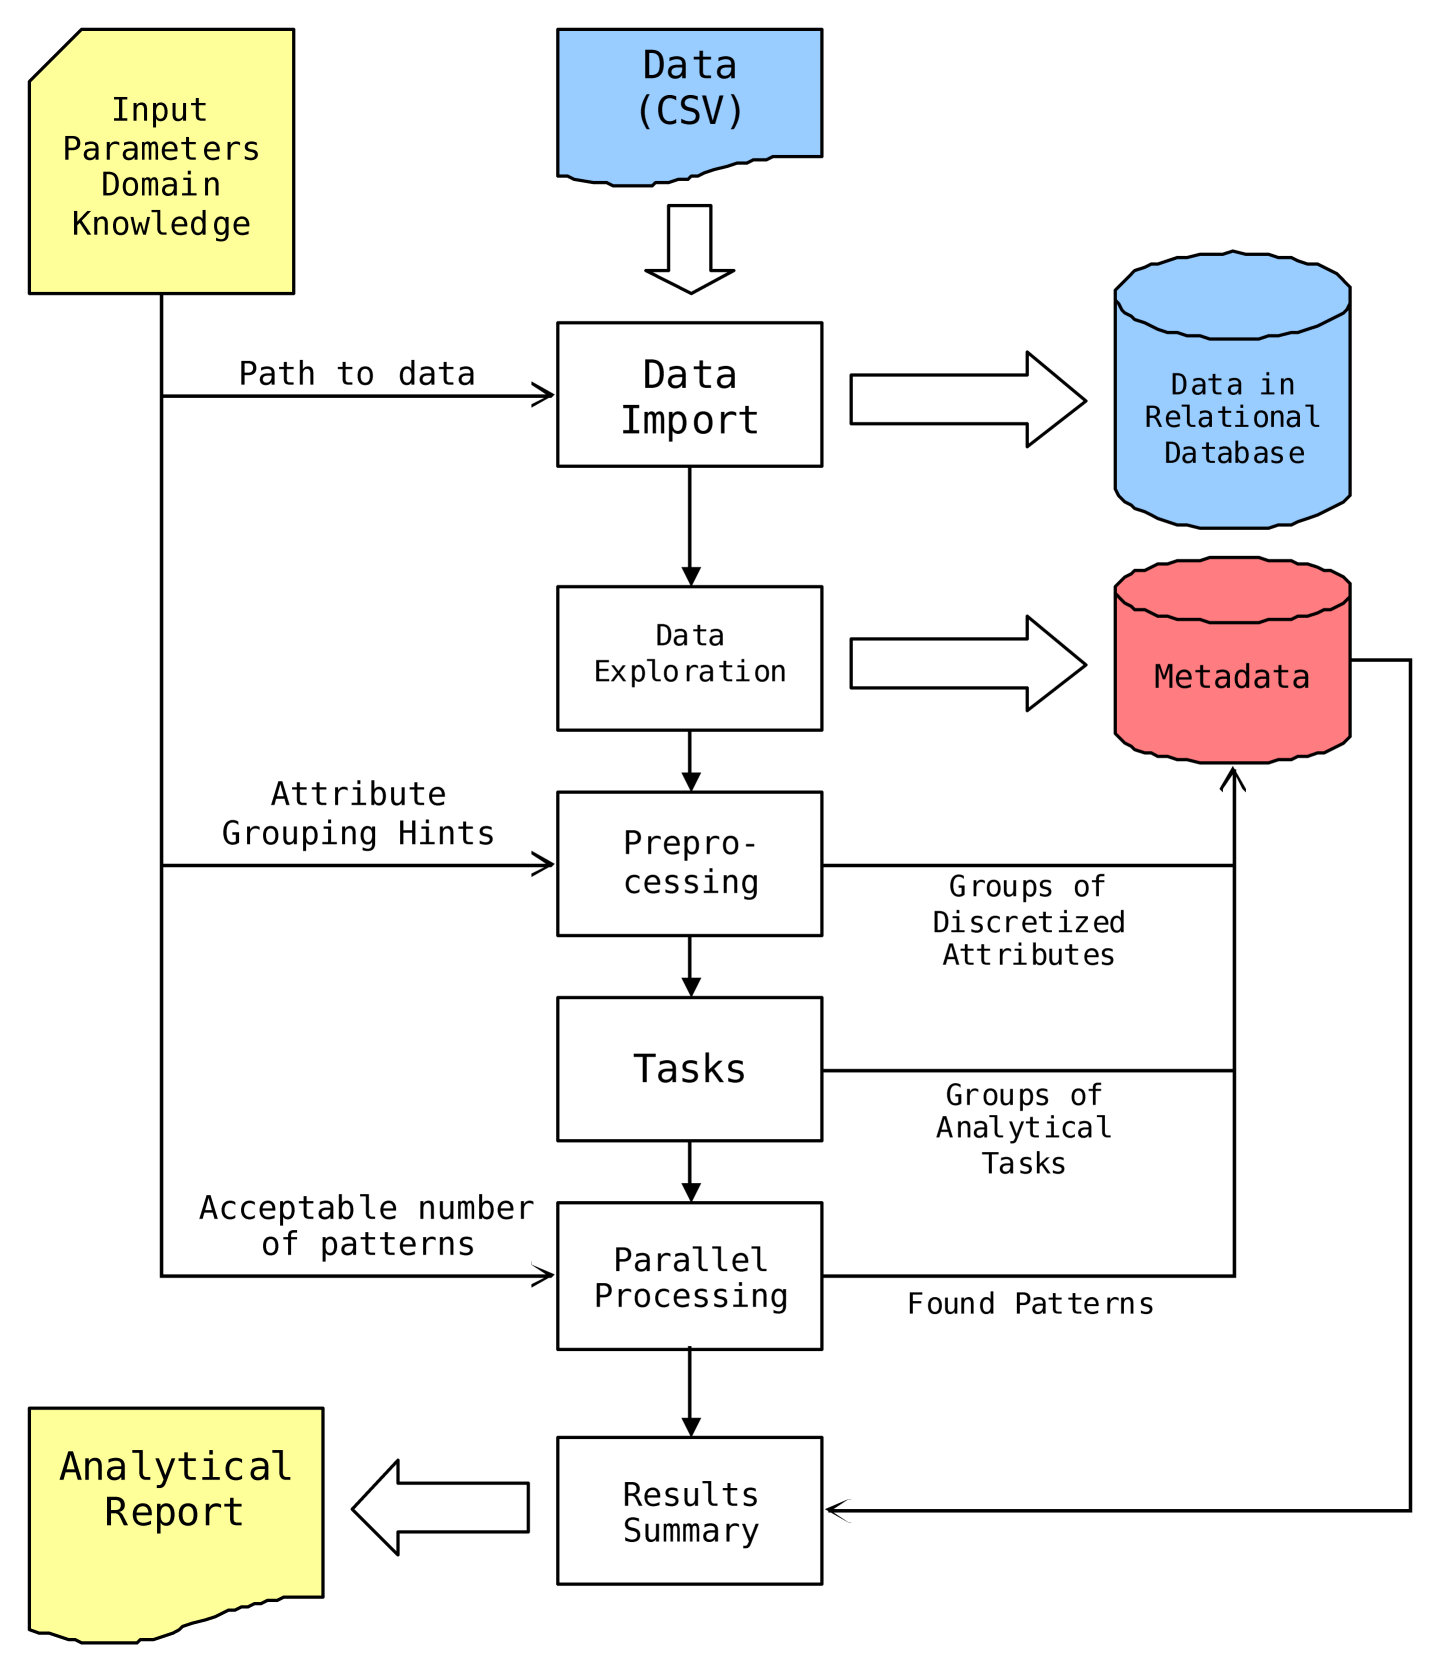 Input
Parameters
Domain
Knowledge
Data
(CSV)
Path to data
Data
Import
Data in
Relational
Database
Data
Exploration
Metadata
Attribute
Grouping Hints
Prepro-
cessing
Groups of
Discretized
Attributes
Tasks
Groups of
Analytical
Tasks
Acceptable number
of patterns
Parallel
Processing
Found Patterns
Analytical
Report
Results
Summary